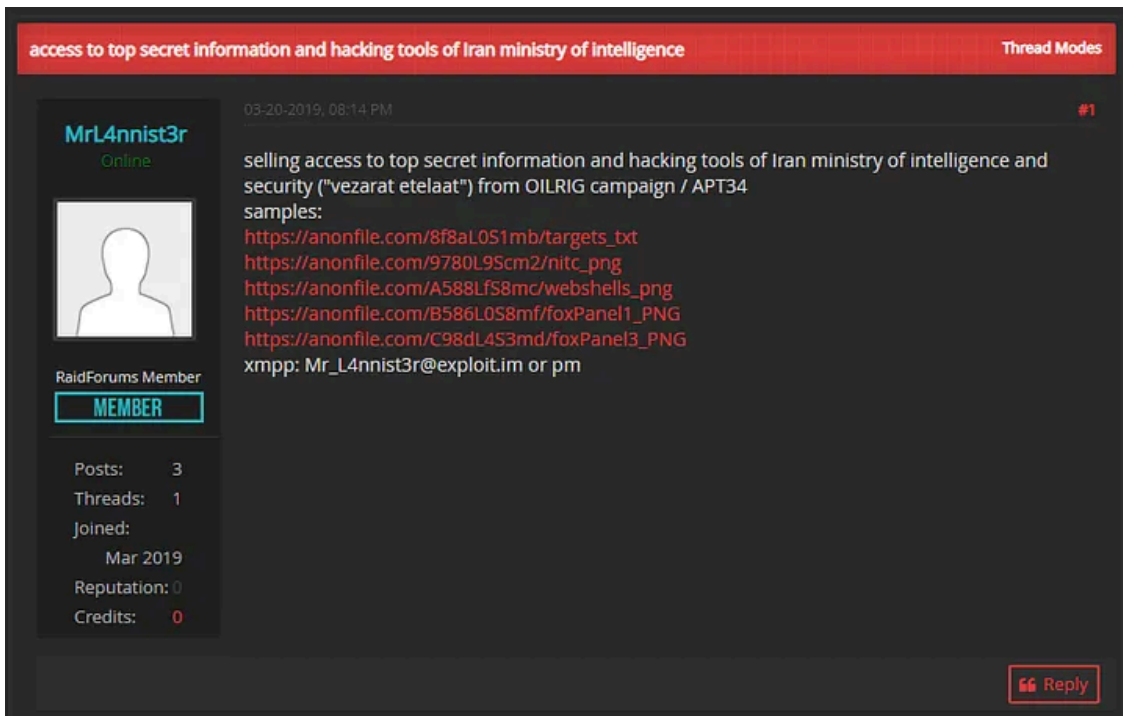 access to top secret information and hacking tools of Iran ministry of intelligence
Thread Modes
MrL4nnist3r
Online
RaidForums Member
MEMBER
Posts: 3
Threads: 1
Joined:
Mar 2019
Reputation: 0
Credits: 0
03-20-2019, 08:14 PM
#1
selling access to top secret information and hacking tools of Iran ministry of intelligence and
security ("vezarat etelaat") from OILRIG campaign / APT34
samples:
https://anonfile.com/8f8aL0S1mb/targets_txt
https://anonfile.com/9780L9Scm2/nitc_png
https://anonfile.com/A588LfS8mc/webshells_png
https://anonfile.com/B586L0S8mf/foxPanel1_PNG
https://anonfile.com/C98dL4S3md/foxPanel3_PNG
xmpp: Mr_L4nnist3r@exploit.im or pm
Reply